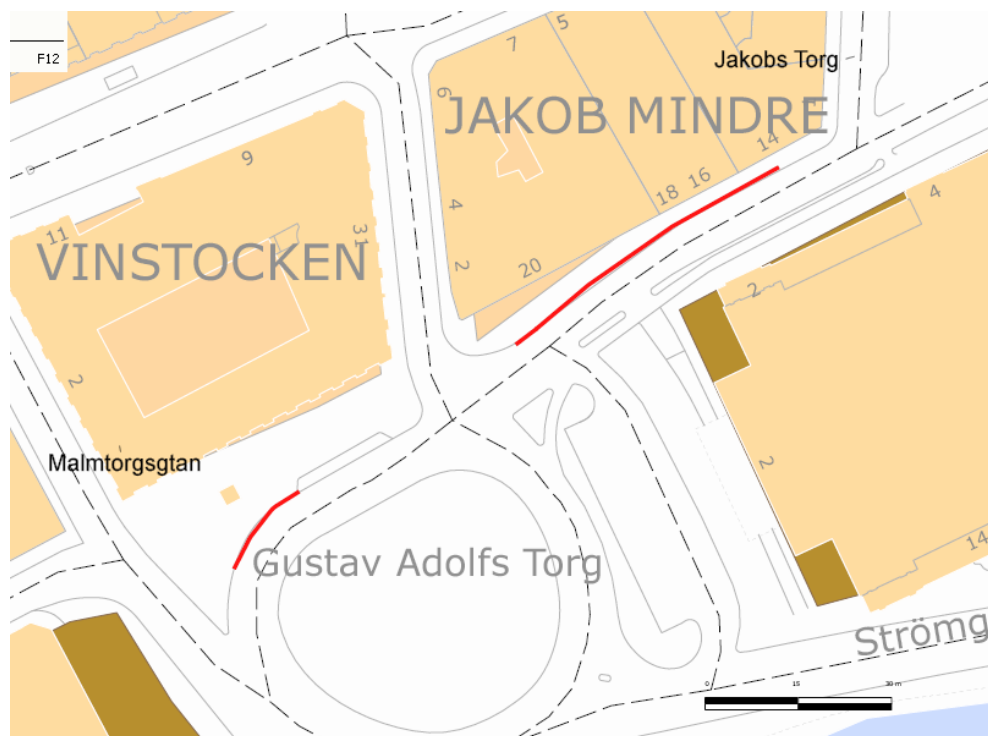 F12
Jakobs Torg
JAKOB MINDRE
7
5
6
14
9
4
16
18
4
11
31
VINSTOCKEN
2
20
2
2
Malmtorgsgtan
2
14
Gustav Adolfs Torg
Strömg
0
15
30 m